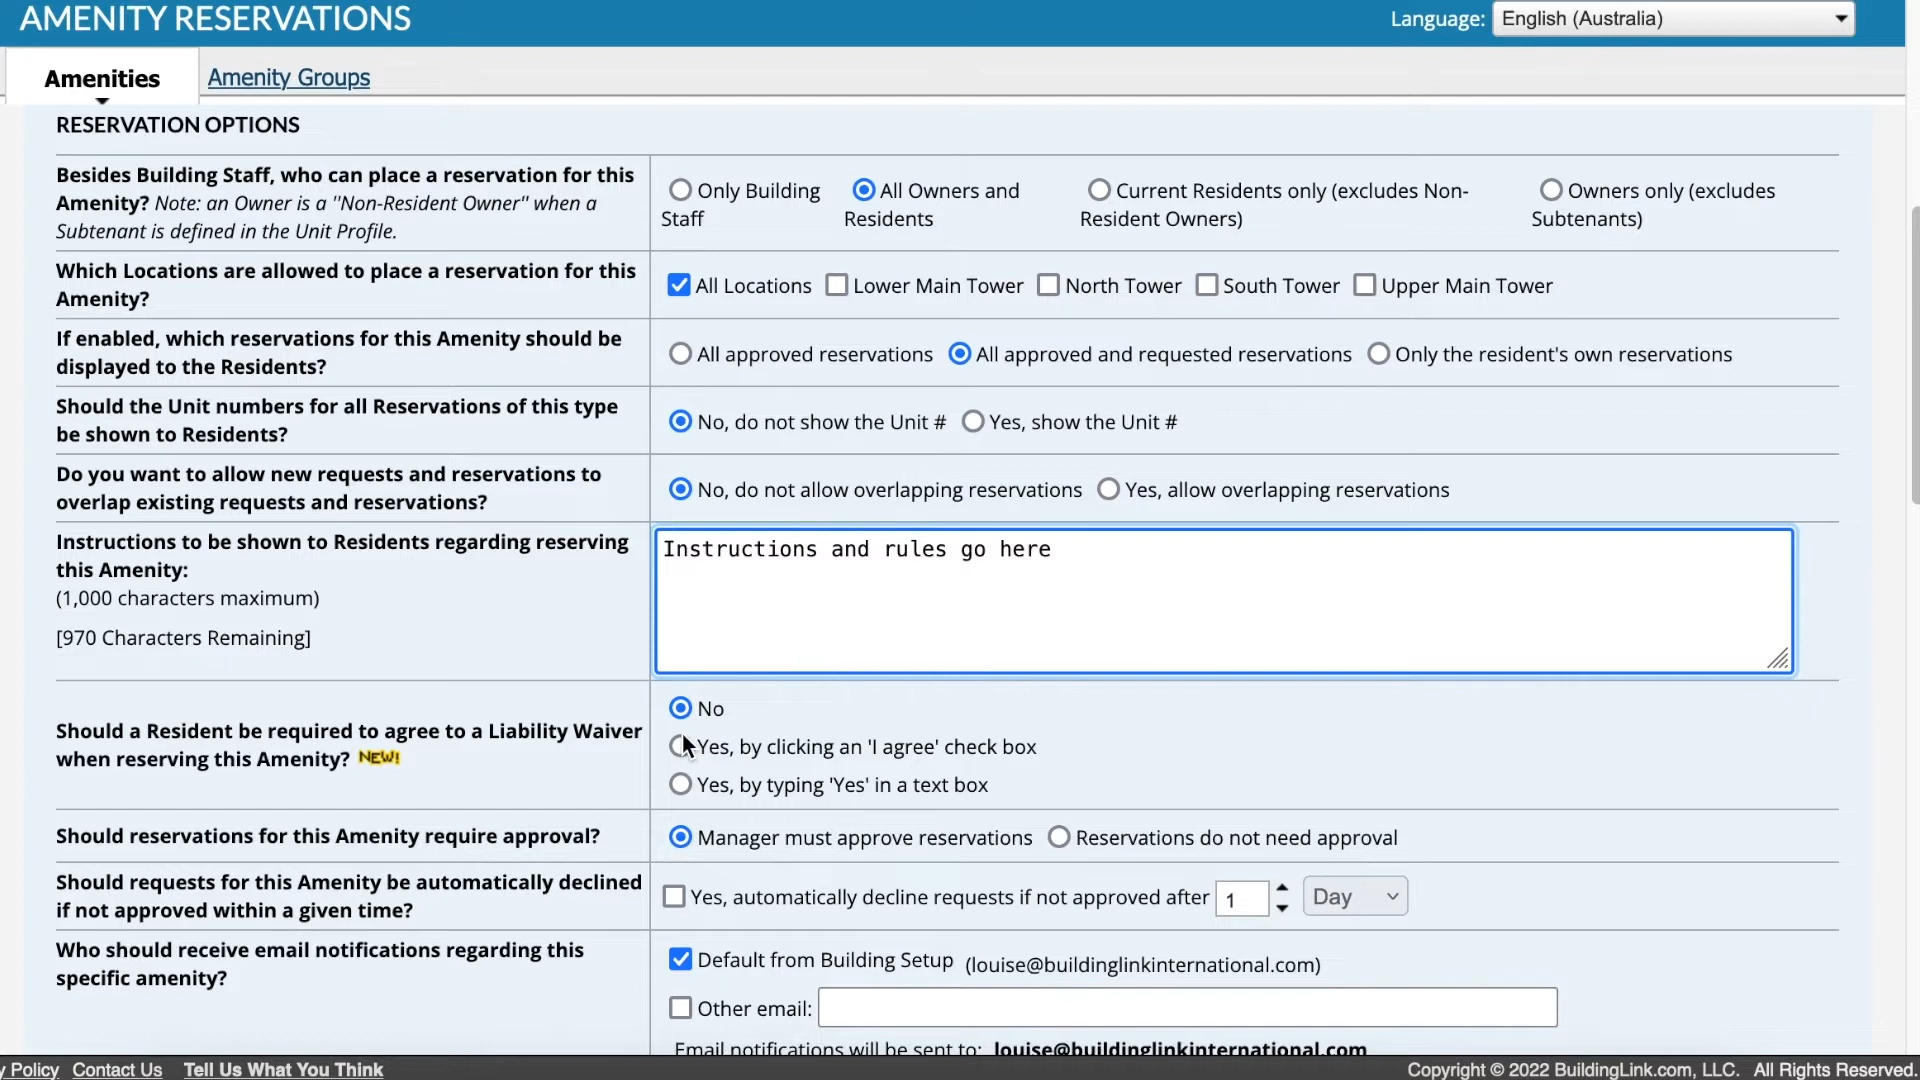 AMENITY RESERVATIONS
Language: English (Australia)
Amenities Amenity Groups
RESERVATION OPTIONS
Besides Building Staff, who can place a reservation for this
Amenity? Note: an Owner is a "Non-Resident Owner" when a
Subtenant is defined in the Unit Profile.
Only Building
Staff
All Owners and
Residents
Current Residents only (excludes Non-
Resident Owners)
Owners only (excludes
Subtenants)
Which Locations are allowed to place a reservation for this
Amenity?
All Locations Lower Main Tower North Tower South Tower Upper Main Tower
If enabled, which reservations for this Amenity should be
displayed to the Residents?
All approved reservations All approved and requested reservations Only the resident's own reservations
Should the Unit numbers for all Reservations of this type
be shown to Residents?
No, do not show the Unit # Yes, show the Unit #
Do you want to allow new requests and reservations to
overlap existing requests and reservations?
No, do not allow overlapping reservations Yes, allow overlapping reservations
Instructions to be shown to Residents regarding reserving
this Amenity:
(1,000 characters maximum)
[970 Characters Remaining]
Instructions and rules go here
Should a Resident be required to agree to a Liability Waiver
when reserving this Amenity? NEW!
No
Yes, by clicking an 'I agree' check box
Yes, by typing 'Yes' in a text box
Should reservations for this Amenity require approval?
Manager must approve reservations Reservations do not need approval
Should requests for this Amenity be automatically declined
if not approved within a given time?
Yes, automatically decline requests if not approved after 1 Day
Who should receive email notifications regarding this
specific amenity?
Default from Building Setup (louise@buildinglinkinternational.com)
Other email:
Email notifications will be sent to: louise@buildinglinkinternational.com
y Policy Contact Us Tell Us What You Think
Copyright © 2022 BuildingLink.com, LLC. All Rights Reserved.